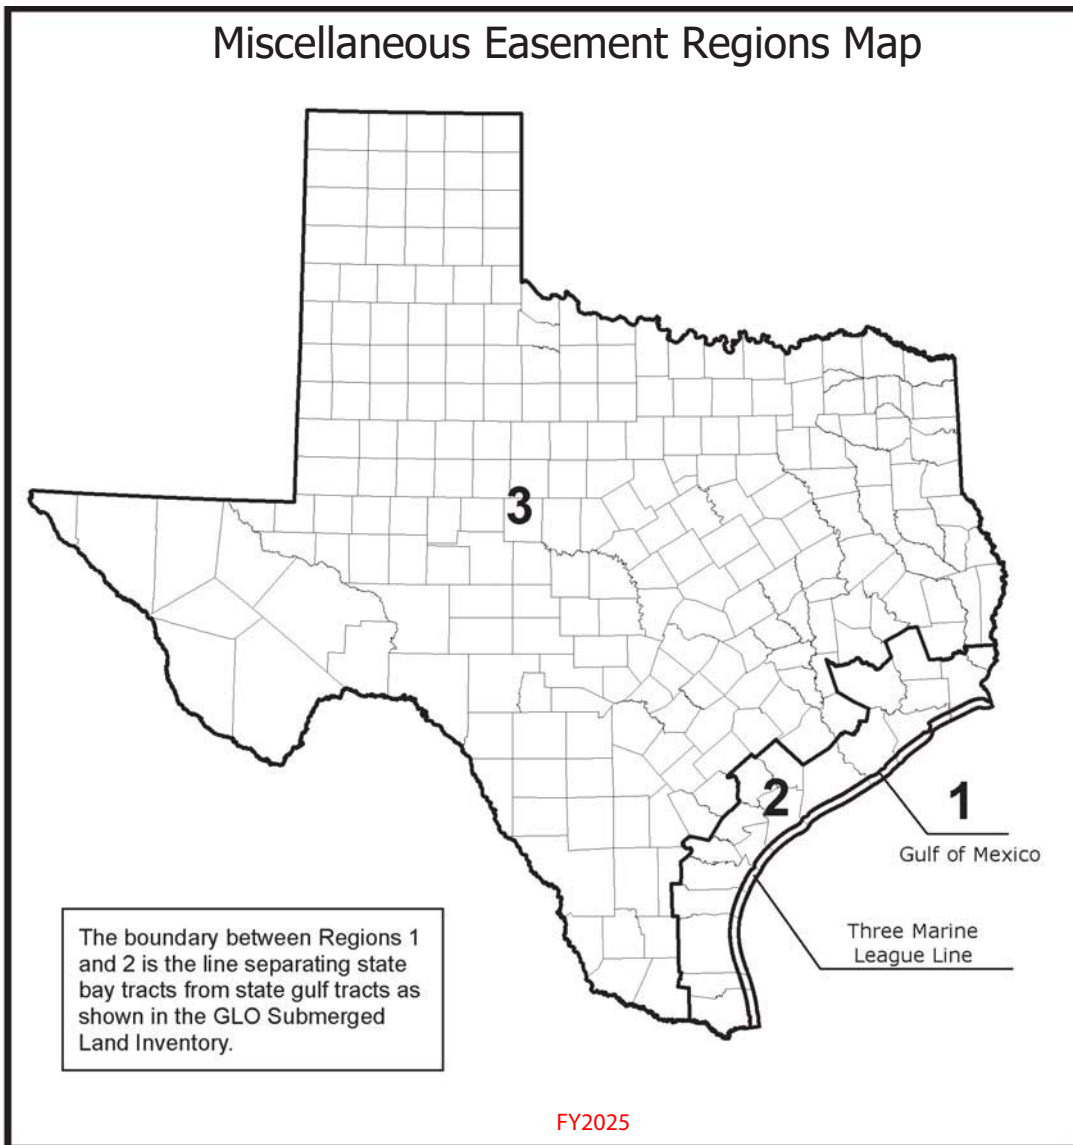 Miscellaneous Easement Regions Map
3
2
1
Gulf of Mexico
Three Marine
League Line
The boundary between Regions 1
and 2 is the line separating state
bay tracts from state gulf tracts as
shown in the GLO Submerged
Land Inventory.
FY2025